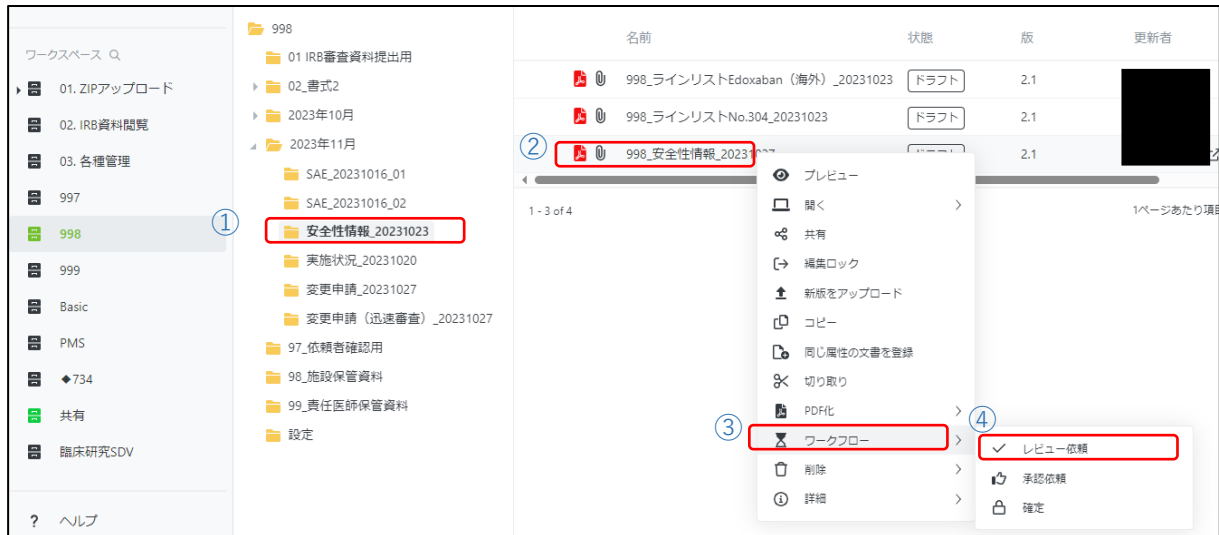 ワークスペース
01. ZIPアップロード
02. IRB資料閲覧
03. 各種管理
997
998
999
Basic
PMS
◆734
共有
臨床研究SDV
? ヘルプ
998
01 IRB審査資料提出用
02_書式2
2023年10月
2023年11月
SAE_20231016_01
SAE_20231016_02
① 安全性情報_20231023
実施状況_20231020
変更申請_20231027
変更申請（迅速審査）_20231027
97_依頼者確認用
98_施設保管資料
99_責任医師保管資料
設定
名前 状態 版 更新者
998_ラインリストEdoxaban（海外）_20231023 ドラフト 2.1
998_ラインリストNo.304_20231023 ドラフト 2.1
② 998_安全性情報_20231027 2.1
1 - 3 of 4 1ページあたり項目
プレビュー
開く
共有
編集ロック
新版をアップロード
コピー
同じ属性の文書を登録
切り取り
PDF化
③ ワークフロー
削除
詳細
④ レビュー依頼
承認依頼
確定